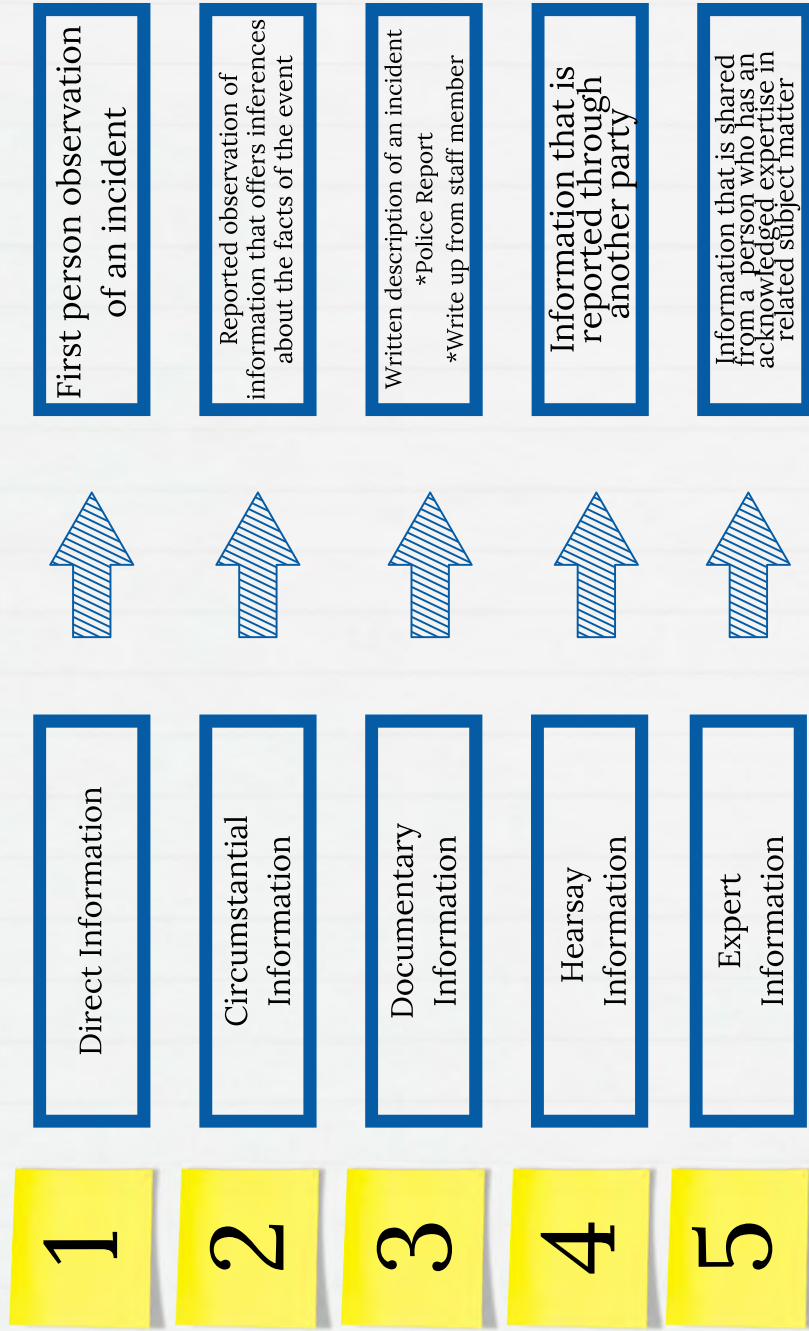 1
Direct Information
First person observation
of an incident
2
Circumstantial
Information
Reported observation of
information that offers inferences
about the facts of the event
3
Documentary
Information
Written description of an incident
*Police Report
*Write up from staff member
4
Hearsay
Information
Information that is
reported through
another party
5
Expert
Information
Information that is shared
from a person who has an
acknowledged expertise in
related subject matter